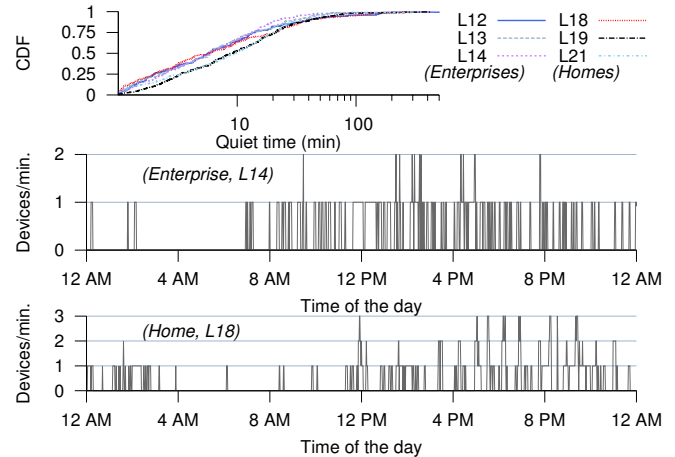 1
0.75
0.5
0.25
0
CDF
10 100
Quiet time (min)
L12 L18
L13 L19
L14 L21
(Enterprises) (Homes)
2
1
0
Devices/min.
(Enterprise, L14)
12 AM 4 AM 8 AM 12 PM 4 PM 8 PM 12 AM
Time of the day
3
2
1
0
Devices/min.
(Home, L18)
12 AM 4 AM 8 AM 12 PM 4 PM 8 PM 12 AM
Time of the day